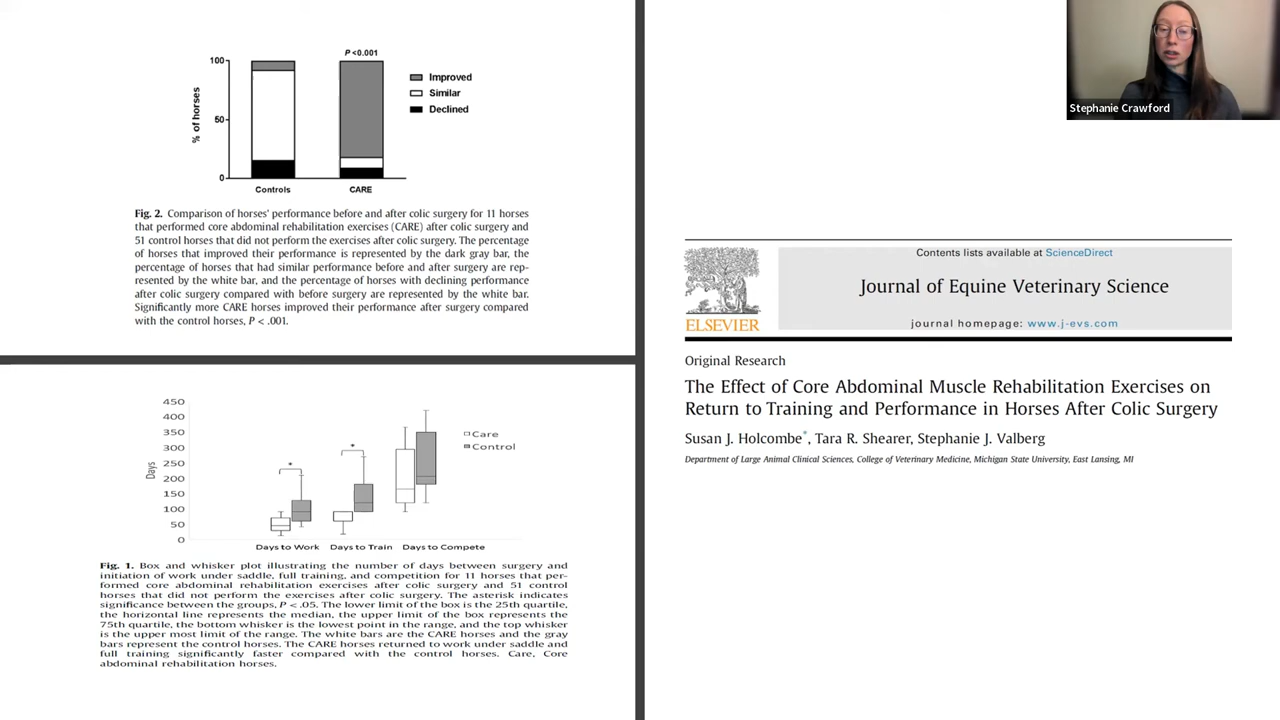 P <0.001
100
50
0
% of horses
Improved
Similar
Declined
Controls
CARE
Fig. 2. Comparison of horses' performance before and after colic surgery for 11 horses
that performed core abdominal rehabilitation exercises (CARE) after colic surgery and
51 control horses that did not perform the exercises after colic surgery. The percentage
of horses that improved their performance is represented by the dark gray bar, the
percentage of horses that had similar performance before and after surgery are rep-
resented by the white bar, and the percentage of horses with declining performance
after colic surgery compared with before surgery are represented by the white bar.
Significantly more CARE horses improved their performance after surgery compared
with the control horses, P < .001.
450
400
350
300
250
200
150
100
50
0
Days
*
*
Care
Control
Days to Work
Days to Train
Days to Compete
Fig. 1. Box and whisker plot illustrating the number of days between surgery and
initiation of work under saddle, full training, and competition for 11 horses that per-
formed core abdominal rehabilitation exercises after colic surgery and 51 control
horses that did not perform the exercises after colic surgery. The asterisk indicates
significance between the groups, P < .05. The lower limit of the box is the 25th quartile,
the horizontal line represents the median, the upper limit of the box represents the
75th quartile, the bottom whisker is the lowest point in the range, and the top whisker
is the upper most limit of the range. The white bars are the CARE horses and the gray
bars represent the control horses. The CARE horses returned to work under saddle and
full training significantly faster compared with the control horses. Care, Core
abdominal rehabilitation horses.
Stephanie Crawford
ELSEVIER
Contents lists available at ScienceDirect
Journal of Equine Veterinary Science
journal homepage: www.j-evs.com
Original Research
The Effect of Core Abdominal Muscle Rehabilitation Exercises on
Return to Training and Performance in Horses After Colic Surgery
Susan J. Holcombe*, Tara R. Shearer, Stephanie J. Valberg
Department of Large Animal Clinical Sciences, College of Veterinary Medicine, Michigan State University, East Lansing, MI